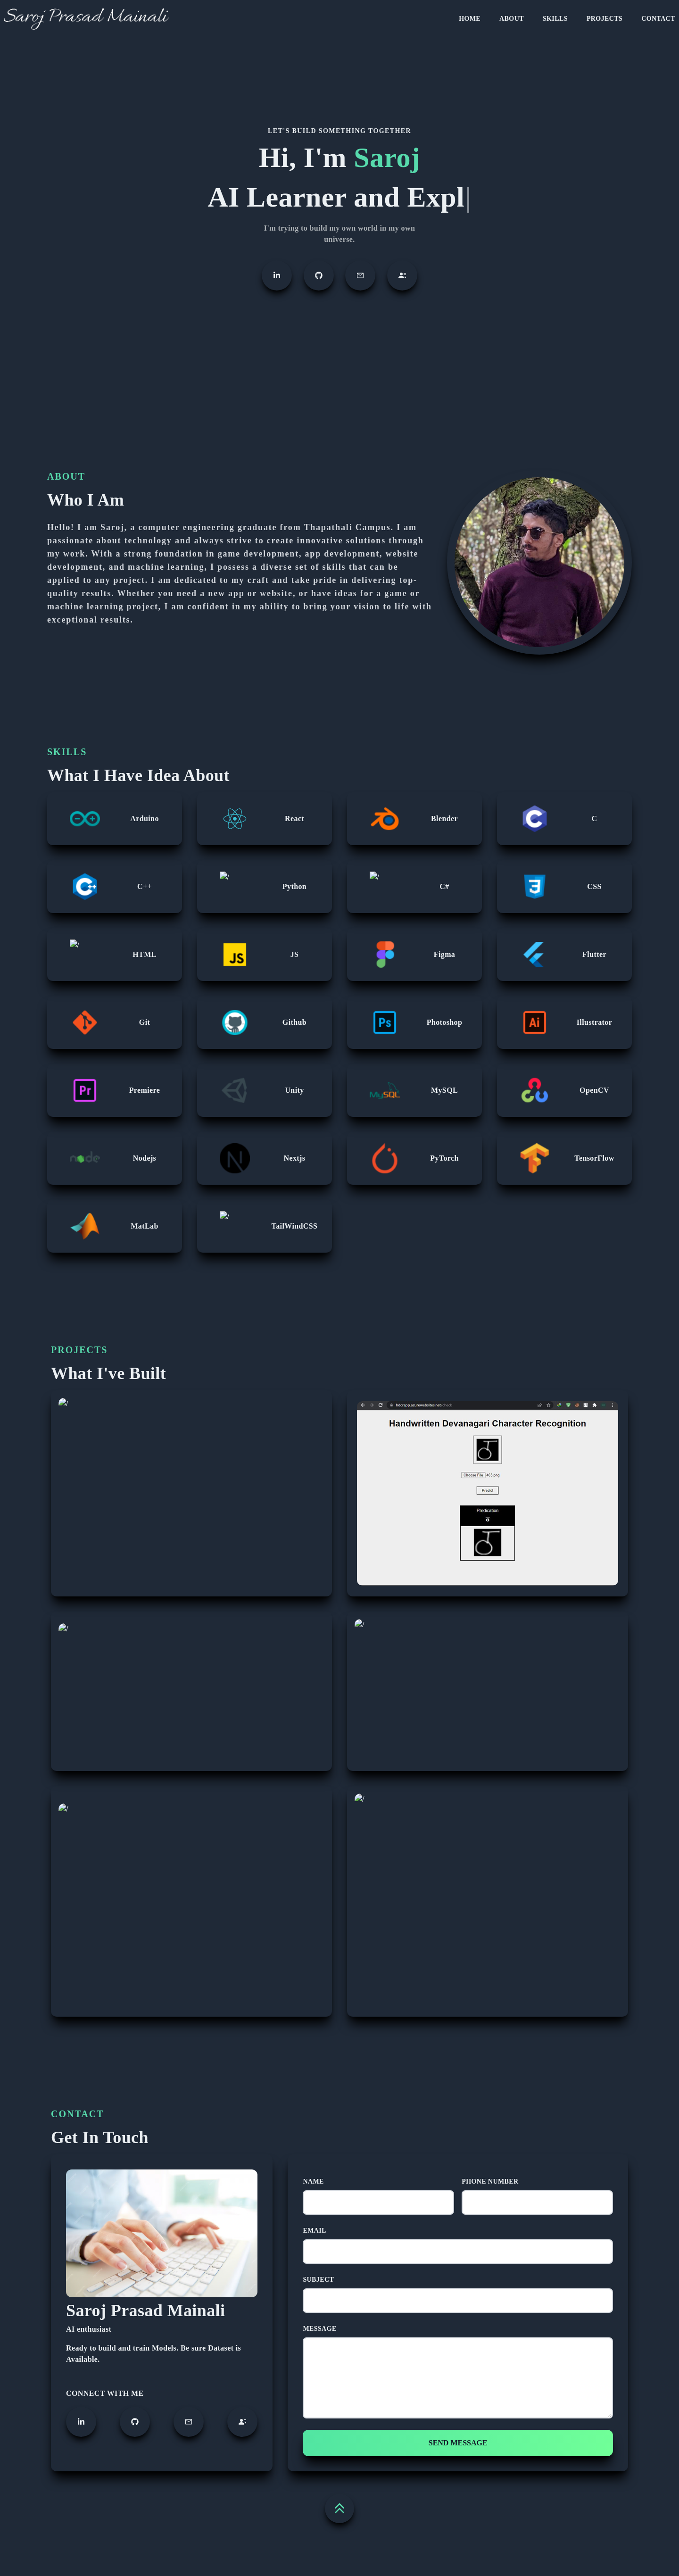 Saroj Prasad Mainali
HOME ABOUT SKILLS PROJECTS CONTACT
LET'S BUILD SOMETHING TOGETHER
Hi, I'm Saroj
AI Learner and Expl|
I'm trying to build my own world in my own
universe.
ABOUT
Who I Am
Hello! I am Saroj, a computer engineering graduate from Thapathali Campus. I am
passionate about technology and always strive to create innovative solutions through
my work. With a strong foundation in game development, app development, website
development, and machine learning, I possess a diverse set of skills that can be
applied to any project. I am dedicated to my craft and take pride in delivering top-
quality results. Whether you need a new app or website, or have ideas for a game or
machine learning project, I am confident in my ability to bring your vision to life with
exceptional results.
SKILLS
What I Have Idea About
Arduino
React
Blender
C
C++
Python
C#
CSS
HTML
JS
JS
Figma
Flutter
Git
Github
Ps
Photoshop
Ai
Illustrator
Pr
Premiere
Unity
MySQL
MySQL
OpenCV
node
Nodejs
N
Nextjs
PyTorch
TensorFlow
MatLab
TailWindCSS
PROJECTS
What I've Built
Handwritten Devanagari Character Recognition
Choose File
Predict
Predication
CONTACT
Get In Touch
Saroj Prasad Mainali
AI enthusiast
Ready to build and train Models. Be sure Dataset is
Available.
CONNECT WITH ME
NAME
PHONE NUMBER
EMAIL
SUBJECT
MESSAGE
SEND MESSAGE